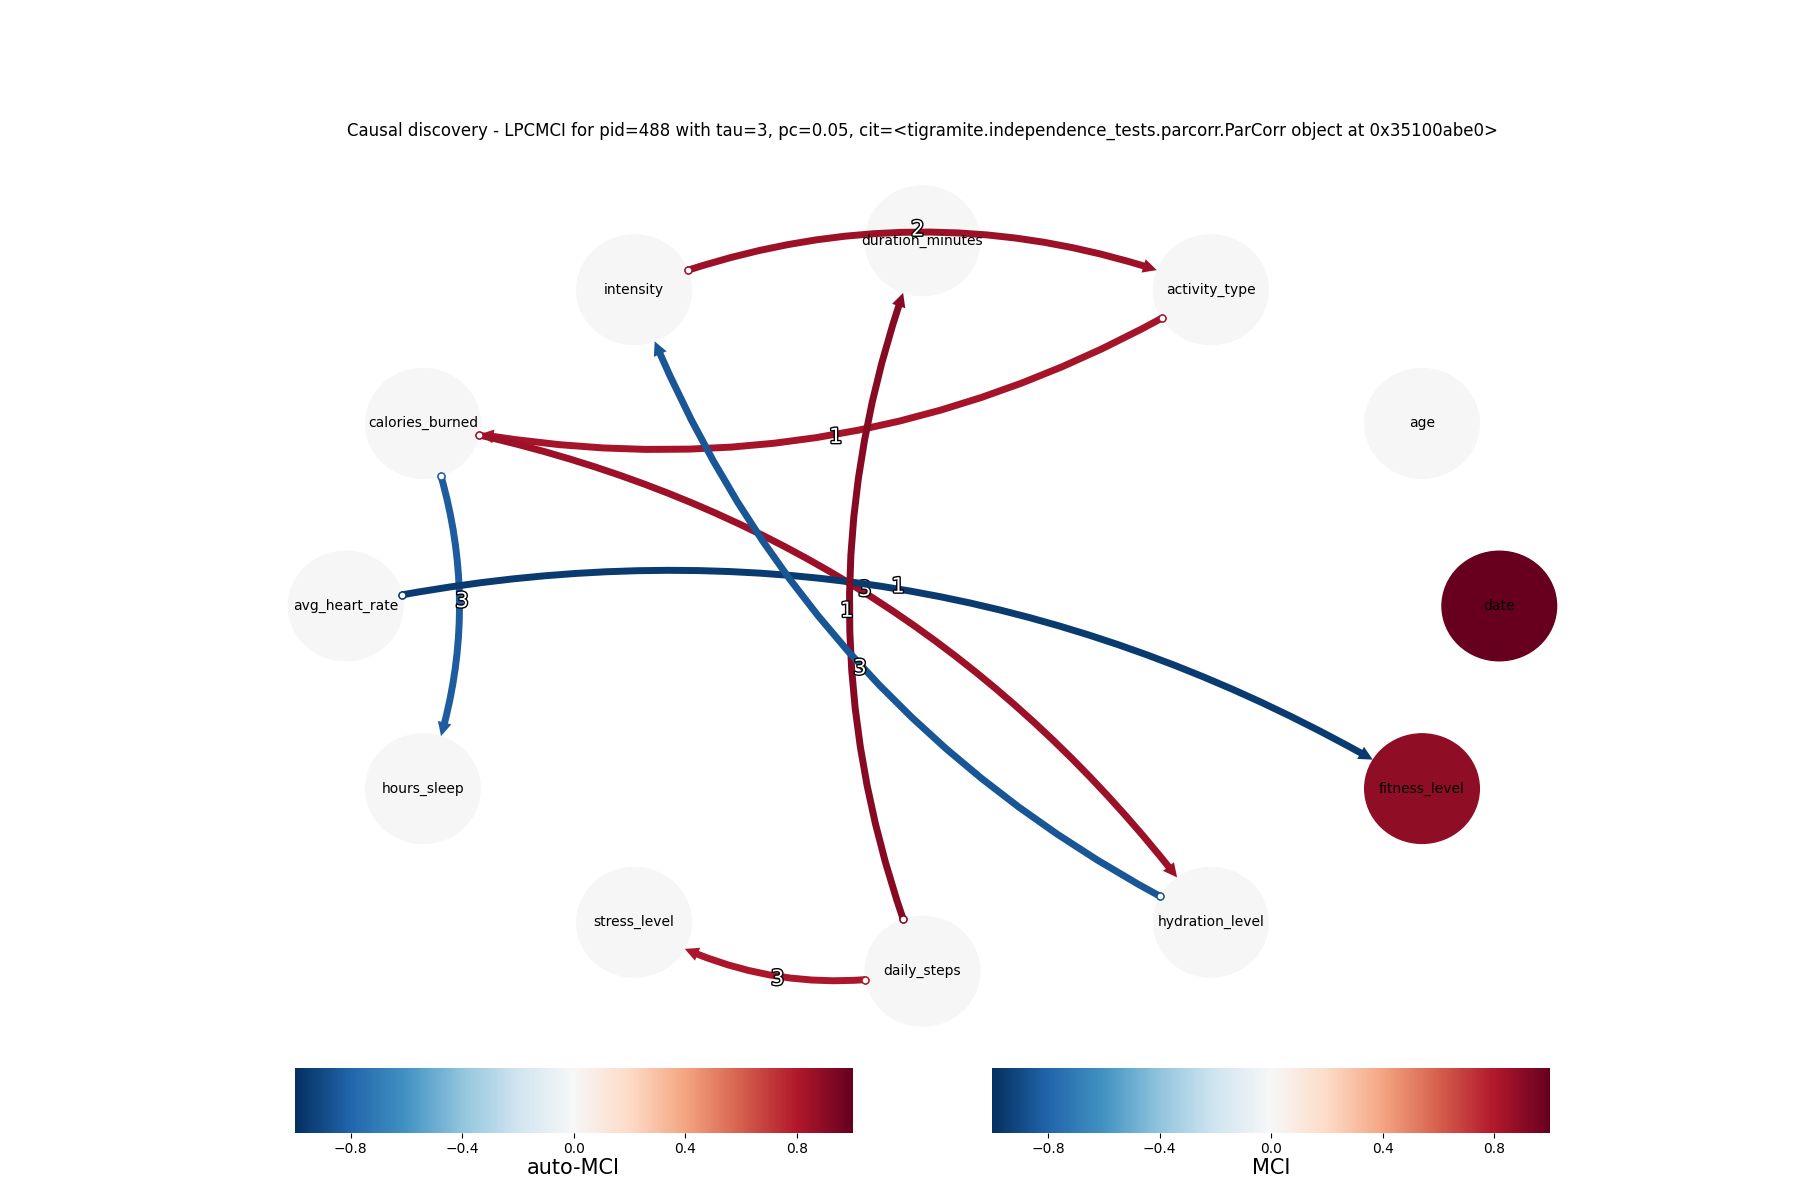 Causal discovery - LPCMCI for pid=488 with tau=3, pc=0.05, cit=<tigramite.independence_tests.parcorr.ParCorr object at 0x35100abe0>
2
duration_minutes
intensity
activity_type
calories_burned
age
1
3
1
3
1
avg_heart_rate
date
3
hours_sleep
fitness_level
stress_level
hydration_level
daily_steps
3
−0.8 −0.4 0.0 0.4 0.8
auto-MCI
−0.8 −0.4 0.0 0.4 0.8
MCI